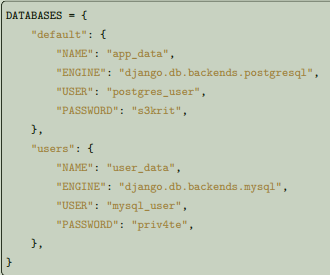 DATABASES = {
    "default": {
        "NAME": "app_data",
        "ENGINE": "django.db.backends.postgresql",
        "USER": "postgres_user",
        "PASSWORD": "s3krit",
    },
    "users": {
        "NAME": "user_data",
        "ENGINE": "django.db.backends.mysql",
        "USER": "mysql_user",
        "PASSWORD": "priv4te",
    },
}